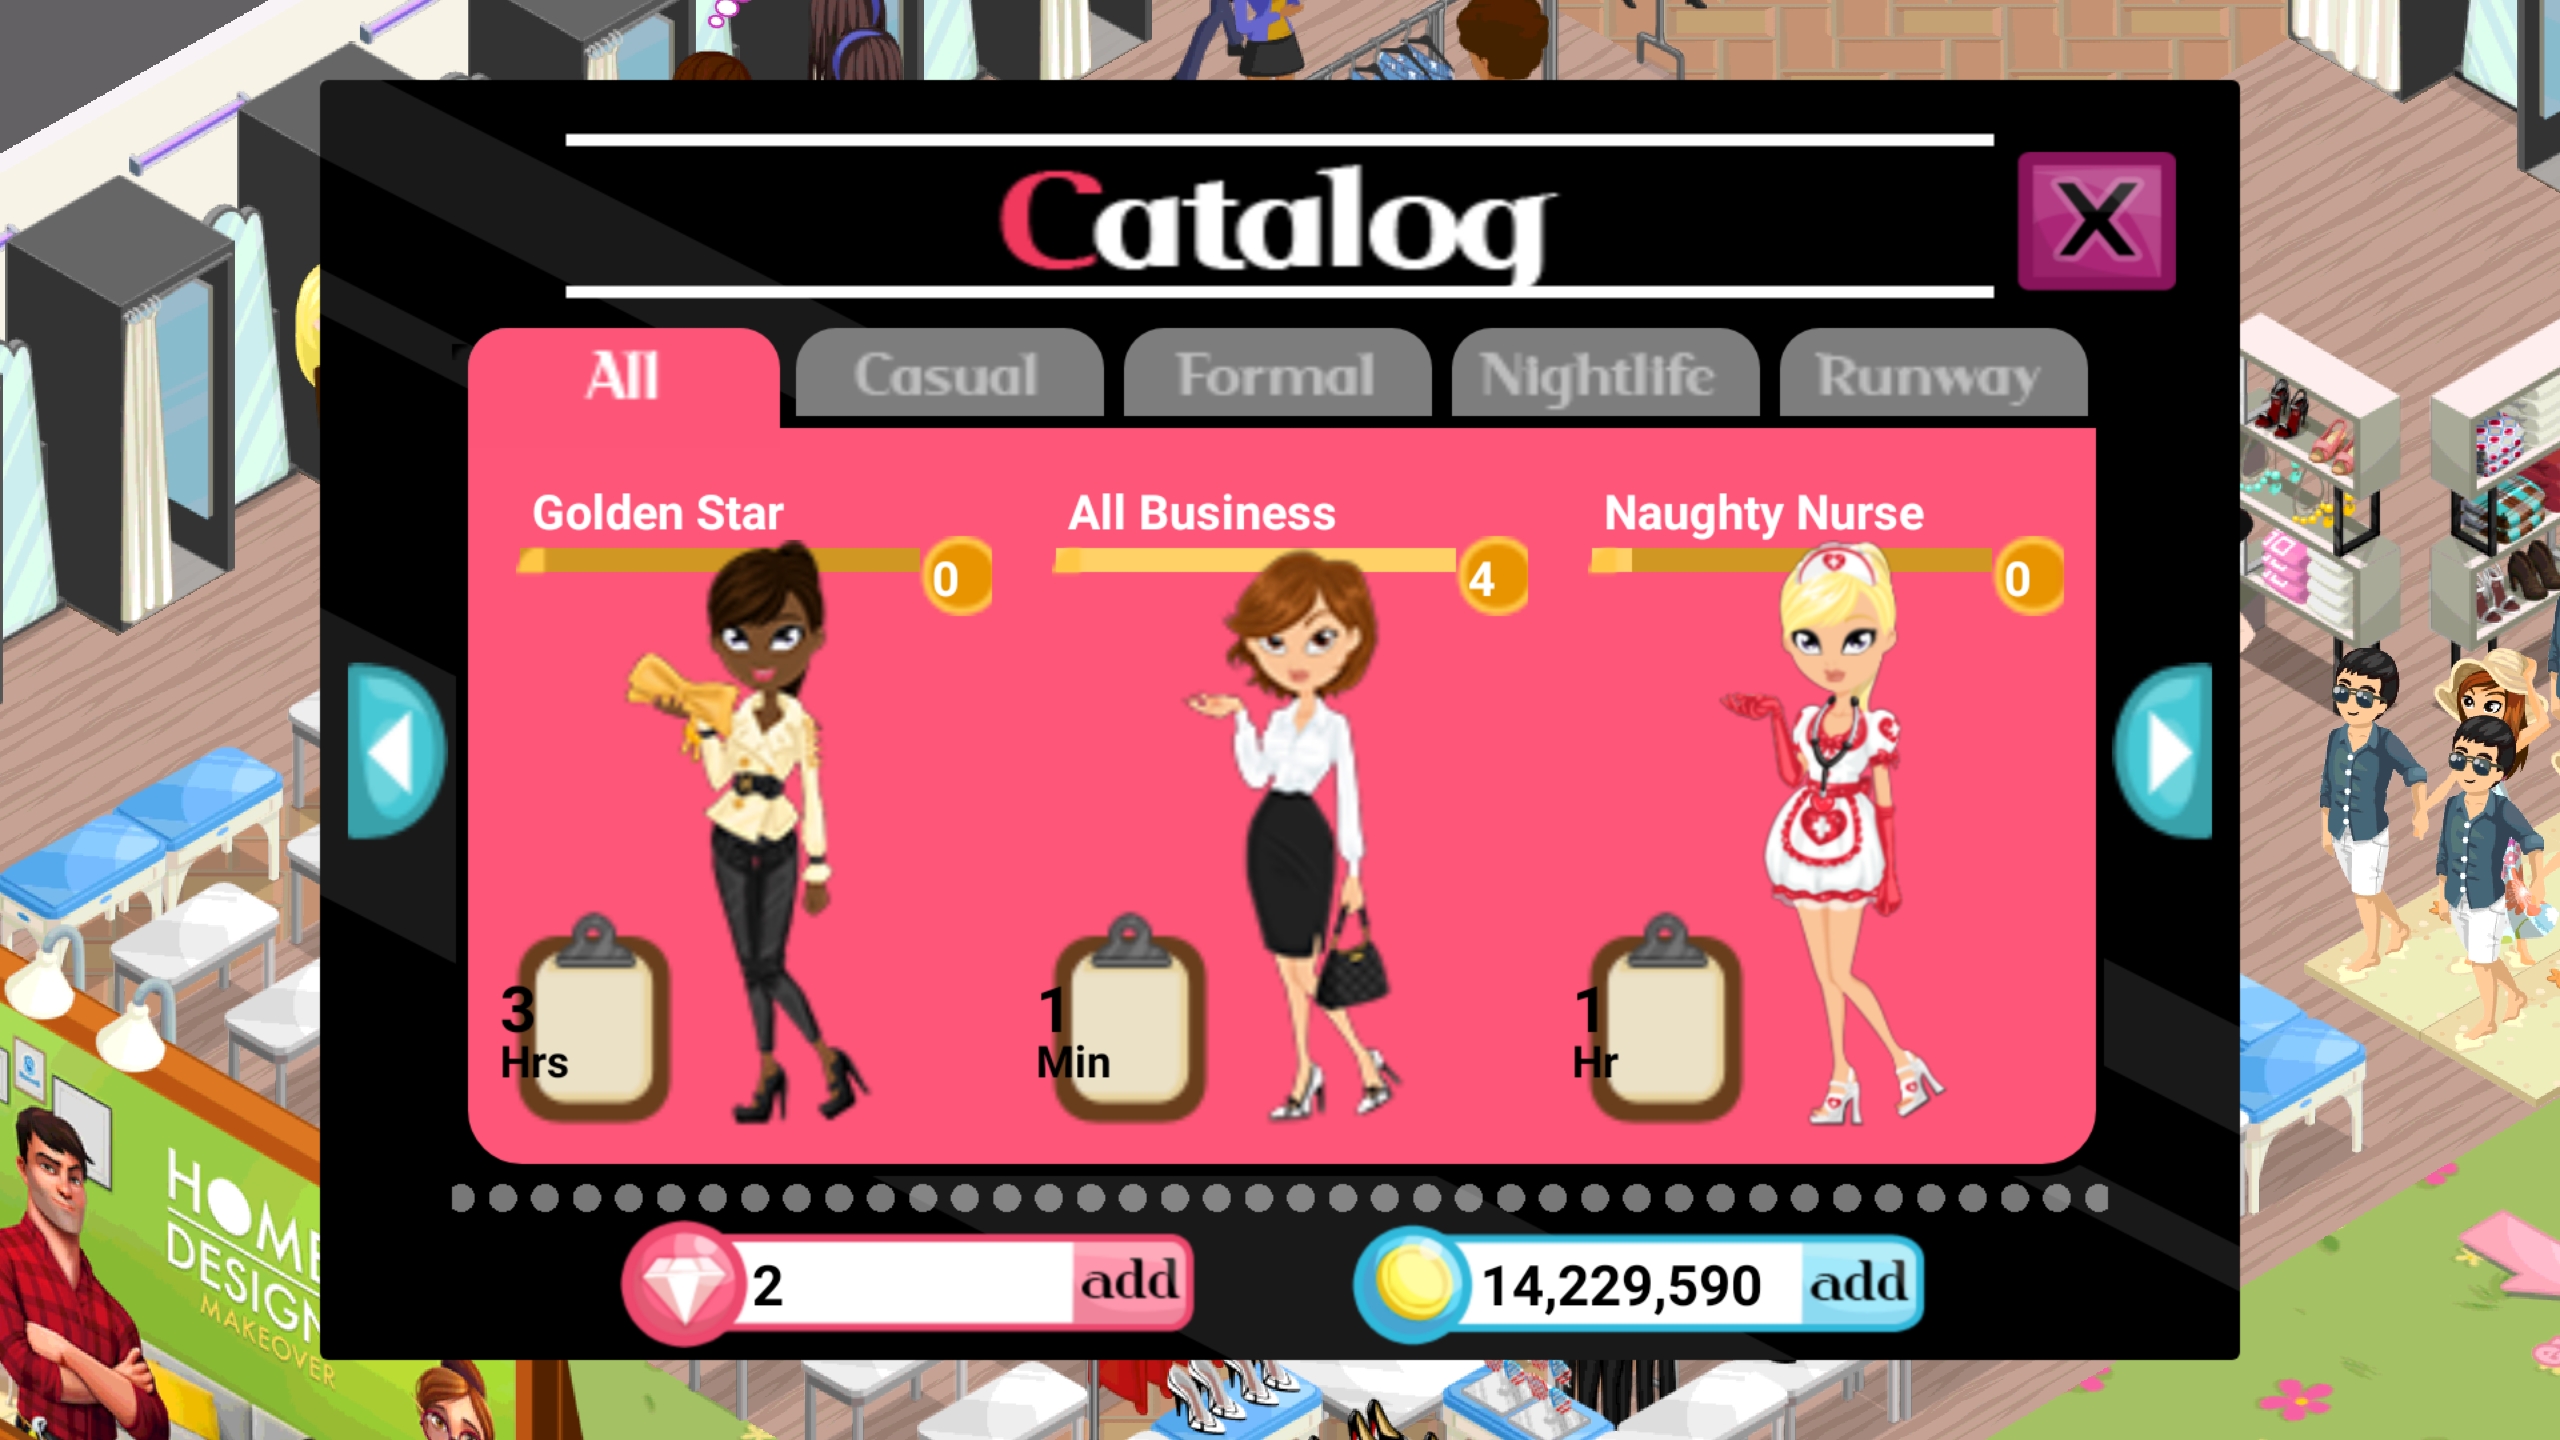 Catalog
X
All
Casual
Formal
Nightlife
Runway
Golden Star
0
3
Hrs
All Business
4
1
Min
Naughty Nurse
0
1
Hr
2
add
14,229,590
add
HOME
DESIGN
MAKEOVER